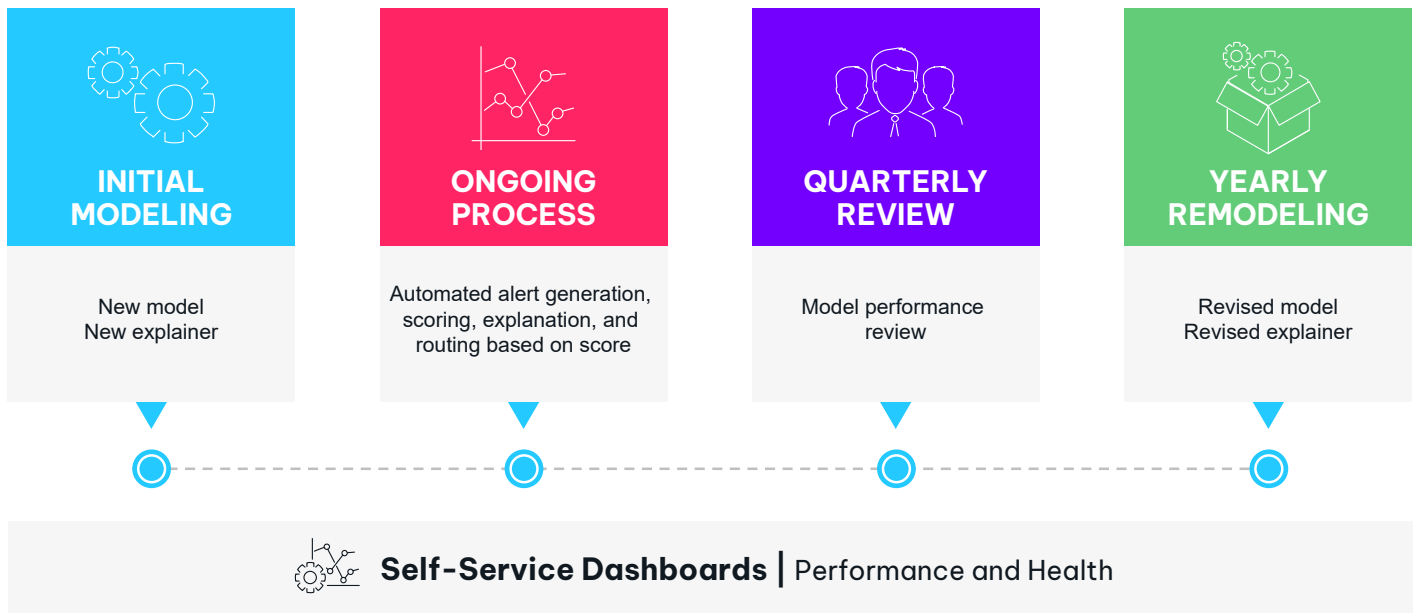 INITIAL
MODELING
New model
New explainer
ONGOING
PROCESS
Automated alert generation,
scoring, explanation, and
routing based on score
QUARTERLY
REVIEW
Model performance
review
YEARLY
REMODELING
Revised model
Revised explainer
Self-Service Dashboards | Performance and Health